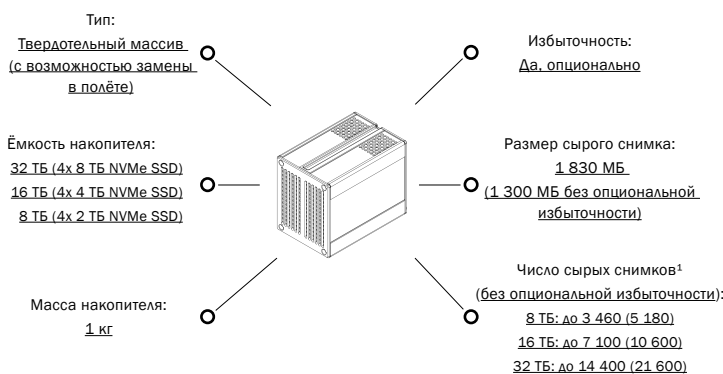 Тип:
Твердотельный массив
(с возможностью замены
в полёте)
Ёмкость накопителя:
32 ТБ (4x 8 ТБ NVMe SSD)
16 ТБ (4x 4 ТБ NVMe SSD)
8 ТБ (4x 2 ТБ NVMe SSD)
Масса накопителя:
1 кг
Избыточность:
Да, опционально
Размер сырого снимка:
1 830 МБ
(1 300 МБ без опциональной
избыточности)
Число сырых снимков¹
(без опциональной избыточности):
8 ТБ: до 3 460 (5 180)
16 ТБ: до 7 100 (10 600)
32 ТБ: до 14 400 (21 600)